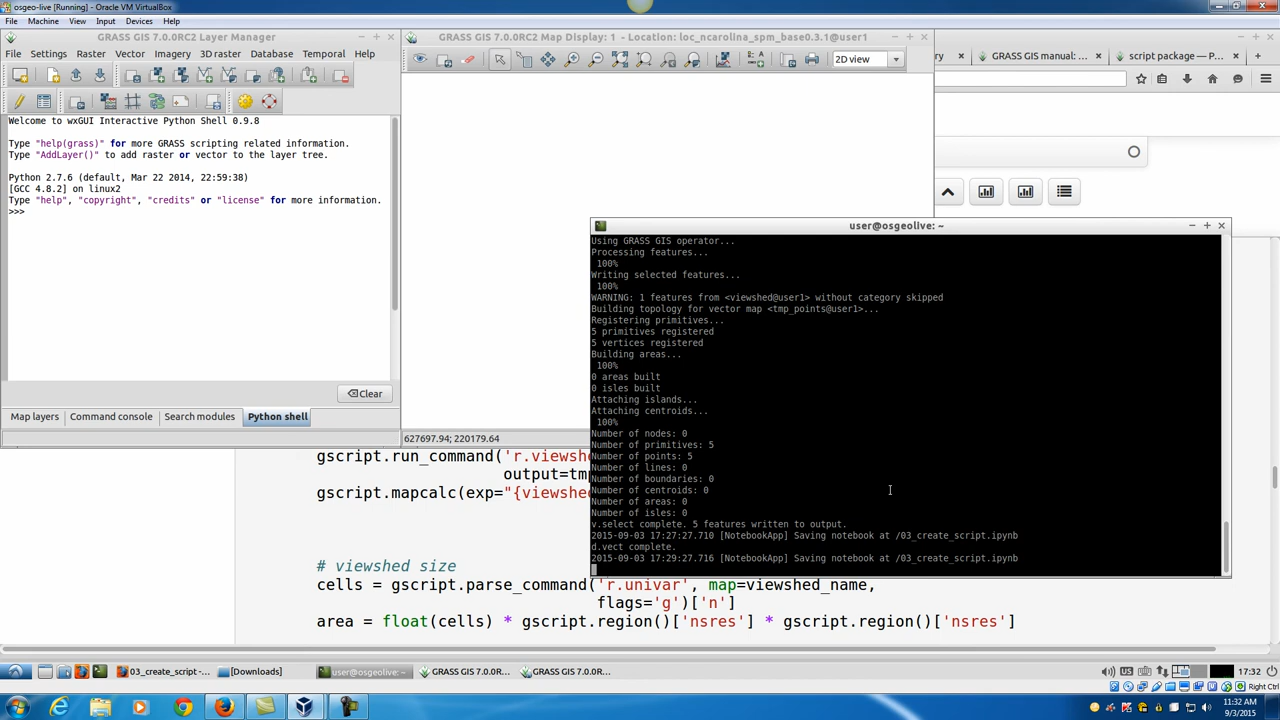 osgeo-live [Running] - Oracle VM VirtualBox
File Machine View Input Devices Help
GRASS GIS 7.0.0RC2 Layer Manager
File Settings Raster Vector Imagery 3D raster Database Temporal Help
Welcome to wxGUI Interactive Python Shell 0.9.8
Type "help(grass)" for more GRASS scripting related information.
Type "AddLayer()" to add raster or vector to the layer tree.
Python 2.7.6 (default, Mar 22 2014, 22:59:38)
[GCC 4.8.2] on linux2
Type "help", "copyright", "credits" or "license" for more information.
>>>
Clear
Map layers Command console Search modules Python shell
GRASS GIS 7.0.0RC2 Map Display: 1 - Location: loc_ncarolina_spm_base0.3.1@user1
2D view
627697.94; 220179.64
ry GRASS GIS manual: ... script package — P...
user@osgeolive: ~
Using GRASS GIS operator...
Processing features...
100%
Writing selected features...
100%
WARNING: 1 features from <viewshed@user1> without category skipped
Building topology for vector map <tmp_points@user1>...
Registering primitives...
5 primitives registered
5 vertices registered
Building areas...
100%
0 areas built
0 isles built
Attaching islands...
Attaching centroids...
100%
Number of nodes: 0
Number of primitives: 5
Number of points: 5
Number of lines: 0
Number of boundaries: 0
Number of centroids: 0
Number of areas: 0
Number of isles: 0
v.select complete. 5 features written to output.
2015-09-03 17:27:27.710 [NotebookApp] Saving notebook at /03_create_script.ipynb
d.vect complete.
2015-09-03 17:29:27.716 [NotebookApp] Saving notebook at /03_create_script.ipynb
gscript.run_command('r.viewsh
output=tm
gscript.mapcalc(exp="{viewshe
# viewshed size
cells = gscript.parse_command('r.univar', map=viewshed_name,
flags='g')['n']
area = float(cells) * gscript.region()['nsres'] * gscript.region()['nsres']
03_create_script -... [Downloads] user@osgeolive: ~ GRASS GIS 7.0.0R... GRASS GIS 7.0.0R... US 17:32
Right Ctrl
11:32 AM
9/3/2015